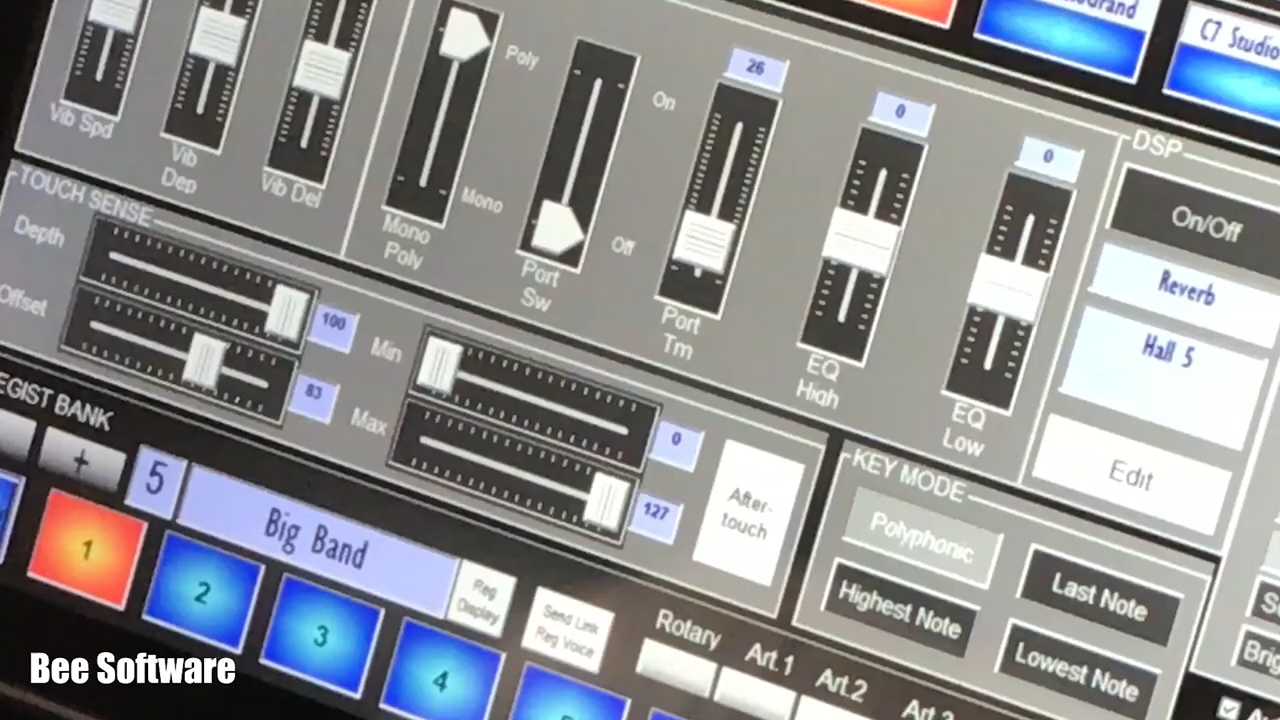 C7 Studio
Vib Spd
Vib
Dep
Vib Del
Poly
Mono
Mono
Poly
On
Off
Port
Sw
26
Port
Tm
0
EQ
High
0
EQ
Low
DSP
On/Off
Reverb
Hall 5
Edit
TOUCH SENSE
Depth
100
Offset
83
Min
0
Max
127
After-
touch
KEY MODE
Polyphonic
Last Note
Highest Note
Lowest Note
EGIST BANK
+
5
Big Band
Reg
Display
Send Link
Reg Voice
1
2
3
4
Rotary
Art.1
Art.2
Bee Software